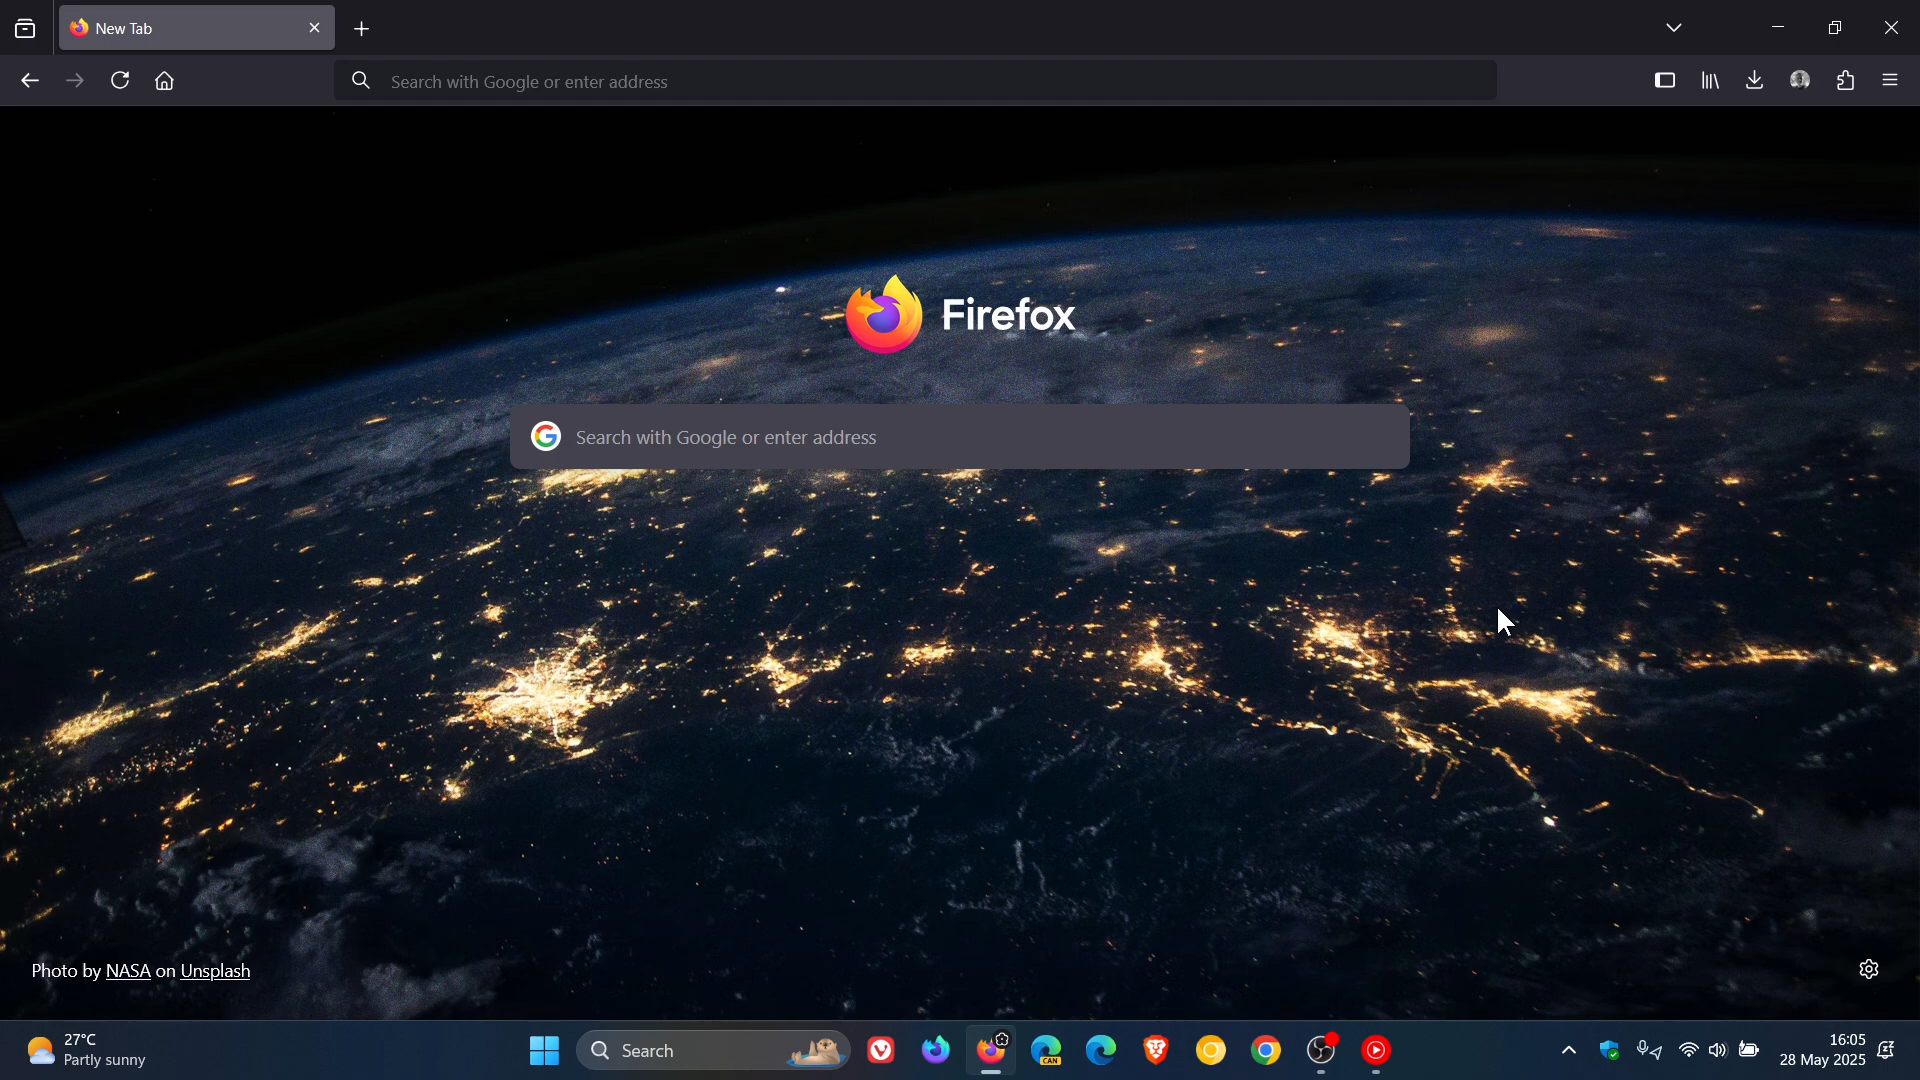 New Tab
Search with Google or enter address
Firefox
Search with Google or enter address
Photo by NASA on Unsplash
27°C
Partly sunny
Search
CAN
16:05
28 May 2025